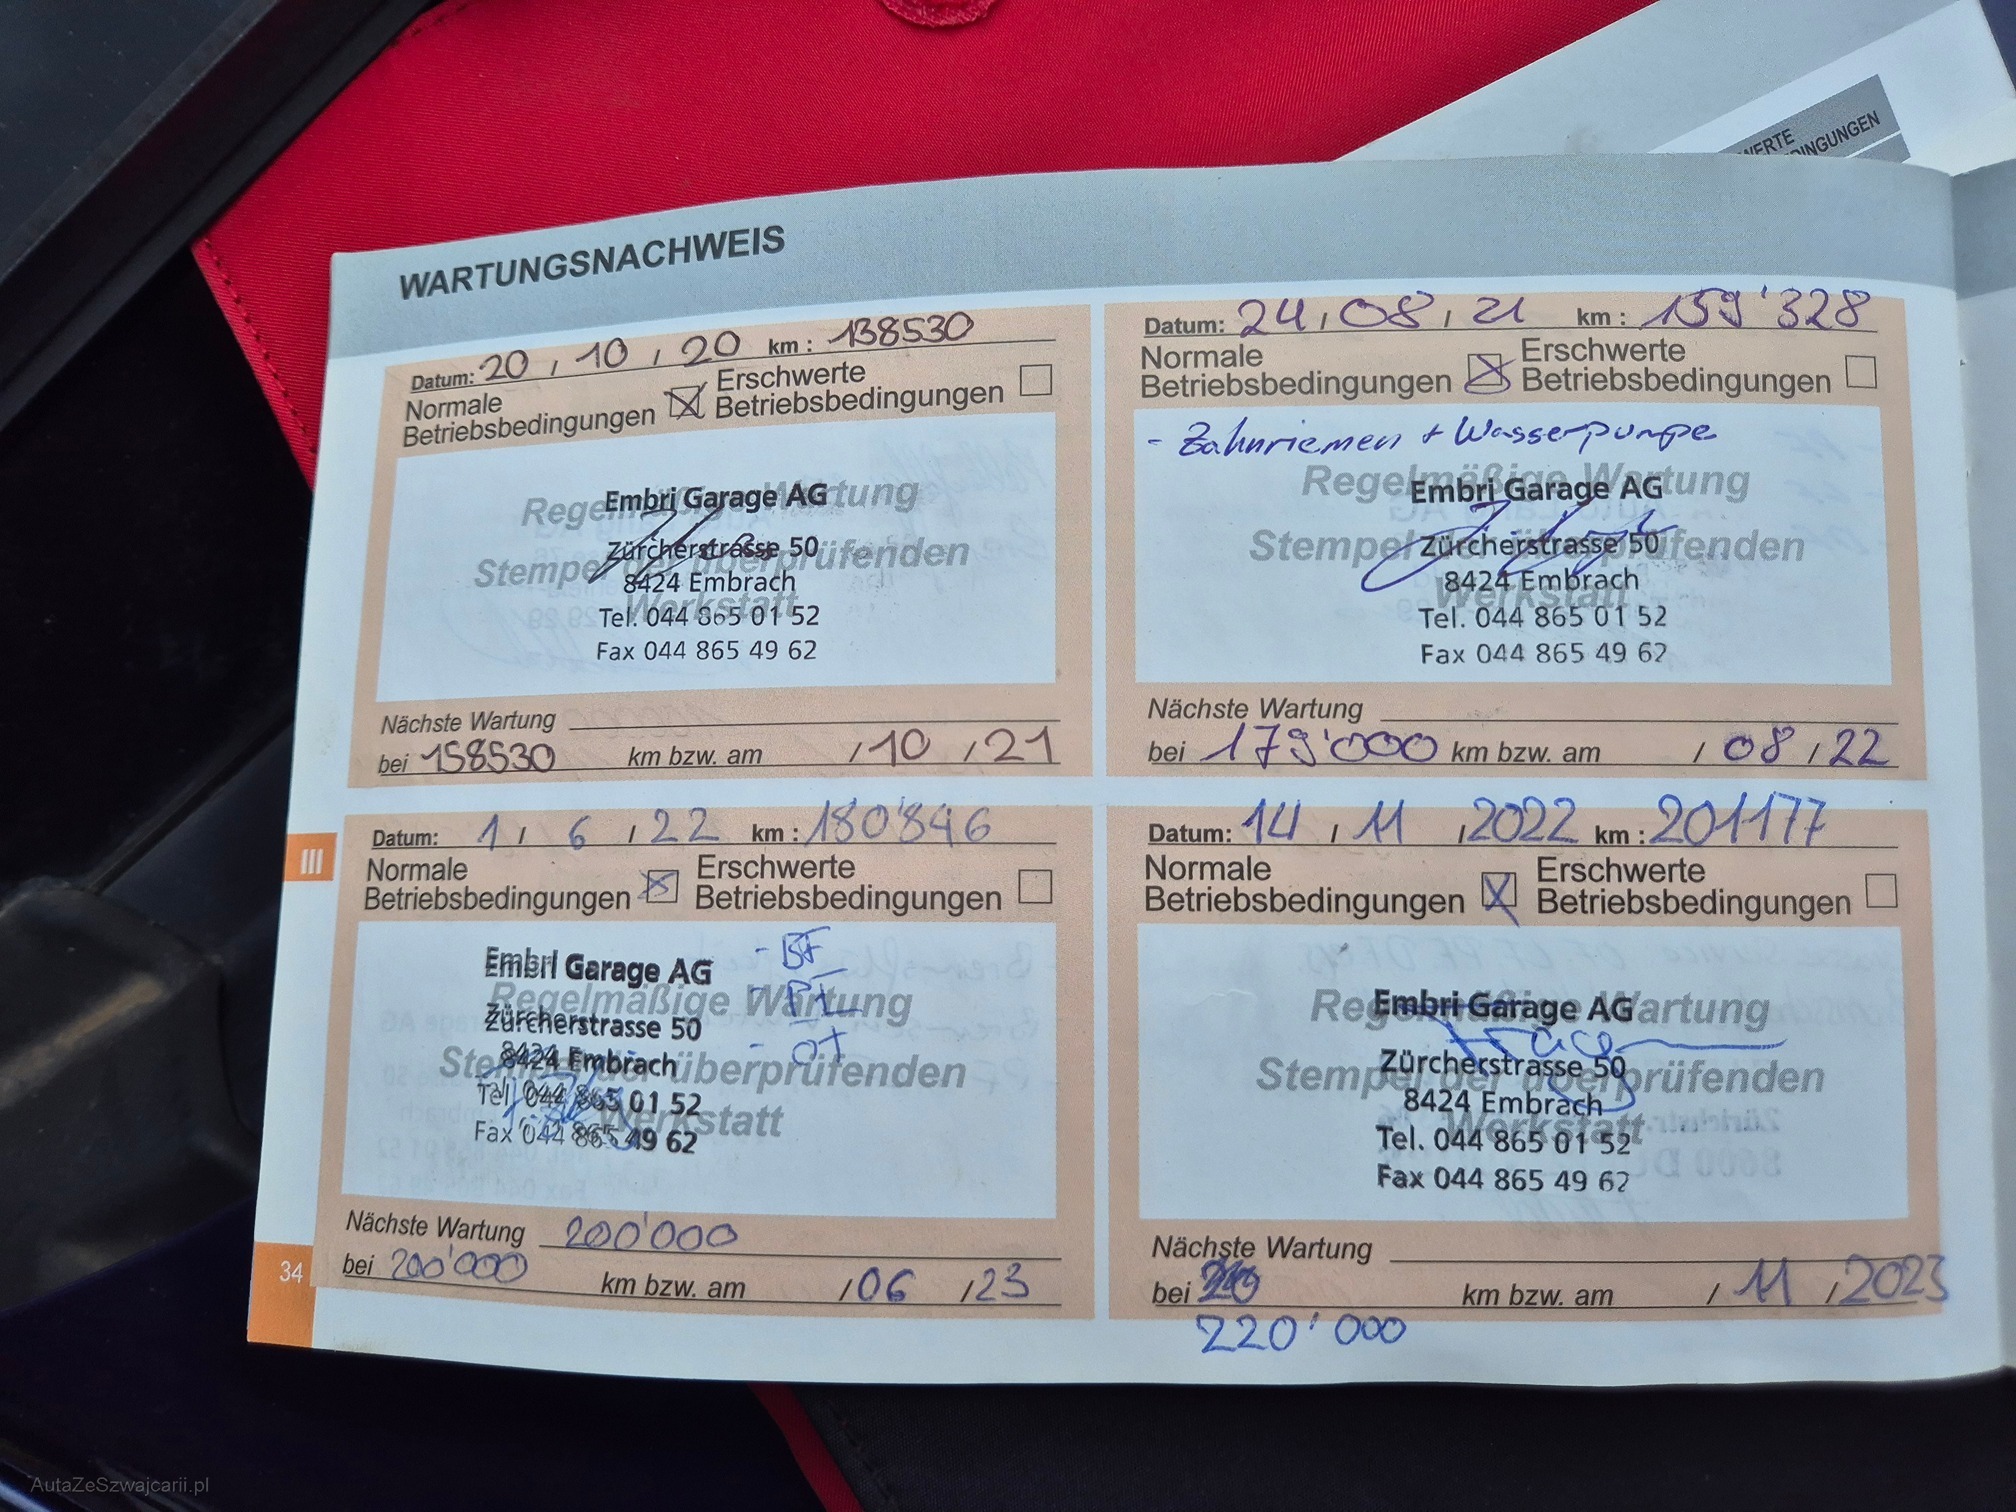 WERTE
DINGUNGEN
WARTUNGSNACHWEIS
Datum: 20 / 10 / 20 km : 138530
Normale Betriebsbedingungen Erschwerte Betriebsbedingungen
Regelmäßige Wartung
Stempel der überprüfenden
Werkstatt
Embri Garage AG
Zürcherstrasse 50
8424 Embrach
Tel. 044 865 01 52
Fax 044 865 49 62
Nächste Wartung
bei 158530 km bzw. am / 10 / 21
Datum: 24 / 08 / 21 km : 159'328
Normale Betriebsbedingungen Erschwerte Betriebsbedingungen
- Zahnriemen + Wasserpumpe
Regelmäßige Wartung
Stempel der überprüfenden
Werkstatt
Embri Garage AG
Zürcherstrasse 50
8424 Embrach
Tel. 044 865 01 52
Fax 044 865 49 62
Nächste Wartung
bei 179'000 km bzw. am / 08 / 22
Datum: 1 / 6 / 22 km : 180'846
Normale Betriebsbedingungen Erschwerte Betriebsbedingungen
- BF
Regelmäßige Wartung
Stempel der überprüfenden
Werkstatt
Embri Garage AG
Zürcherstrasse 50
8424 Embrach
Tel. 044 865 01 52
Fax 044 865 49 62
Nächste Wartung 200'000
bei 200'000 km bzw. am / 06 / 23
Datum: 14 / 11 / 2022 km : 201177
Normale Betriebsbedingungen Erschwerte Betriebsbedingungen
Regelmäßige Wartung
Stempel der überprüfenden
Werkstatt
Embri Garage AG
Zürcherstrasse 50
8424 Embrach
Tel. 044 865 01 52
Fax 044 865 49 62
Nächste Wartung
bei km bzw. am / 11 / 2023
220'000
III
34
AutaZeSzwajcarii.pl